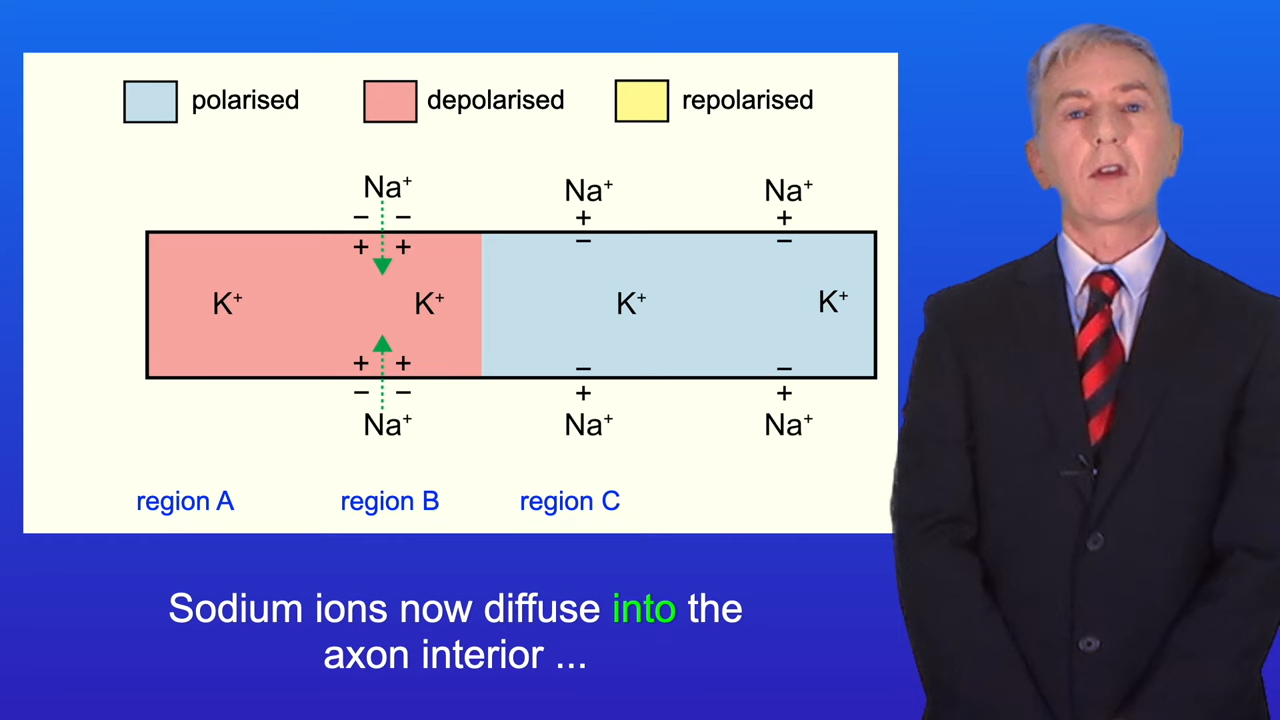 polarised depolarised repolarised
Na⁺ Na⁺ Na⁺
− − + +
+ + − −
K⁺ K⁺ K⁺ K⁺
+ + − −
− − + +
Na⁺ Na⁺ Na⁺
region A region B region C
Sodium ions now diffuse into the
axon interior ...